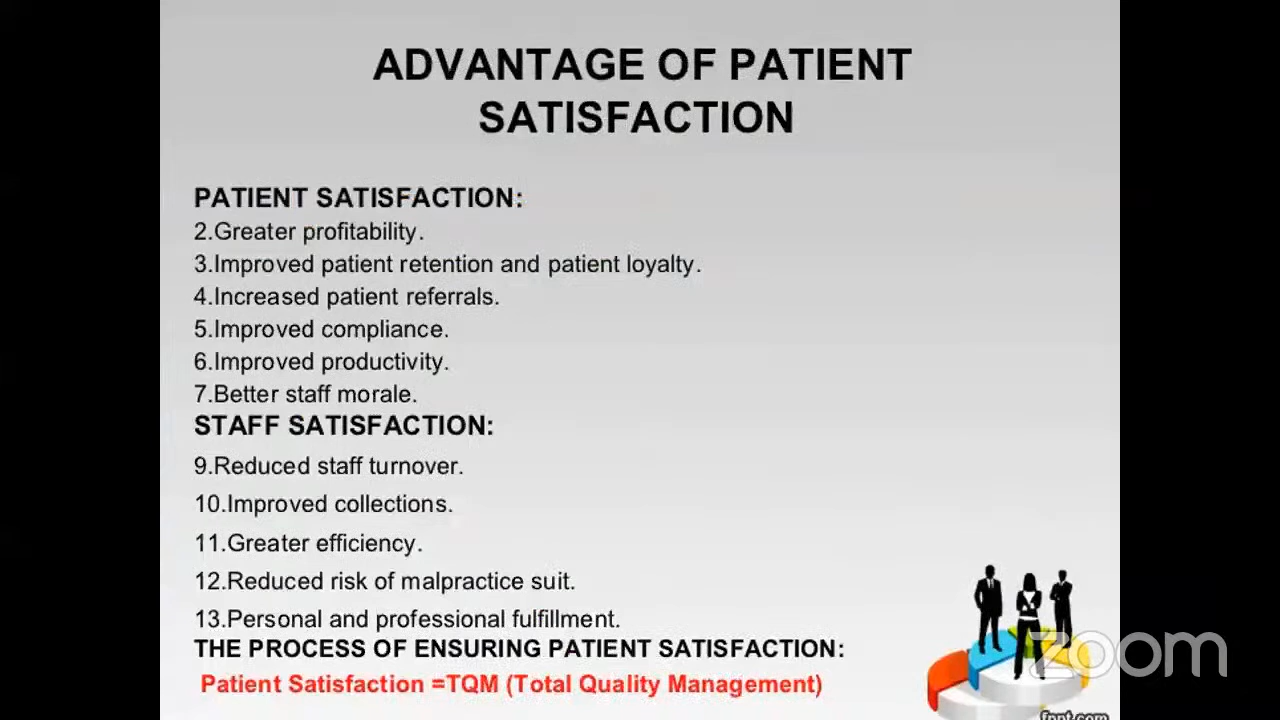 ADVANTAGE OF PATIENT
SATISFACTION
PATIENT SATISFACTION:
2.Greater profitability.
3.Improved patient retention and patient loyalty.
4.Increased patient referrals.
5.Improved compliance.
6.Improved productivity.
7.Better staff morale.
STAFF SATISFACTION:
9.Reduced staff turnover.
10.Improved collections.
11.Greater efficiency.
12.Reduced risk of malpractice suit.
13.Personal and professional fulfillment.
THE PROCESS OF ENSURING PATIENT SATISFACTION:
Patient Satisfaction =TQM (Total Quality Management)
zoom
fppt.com